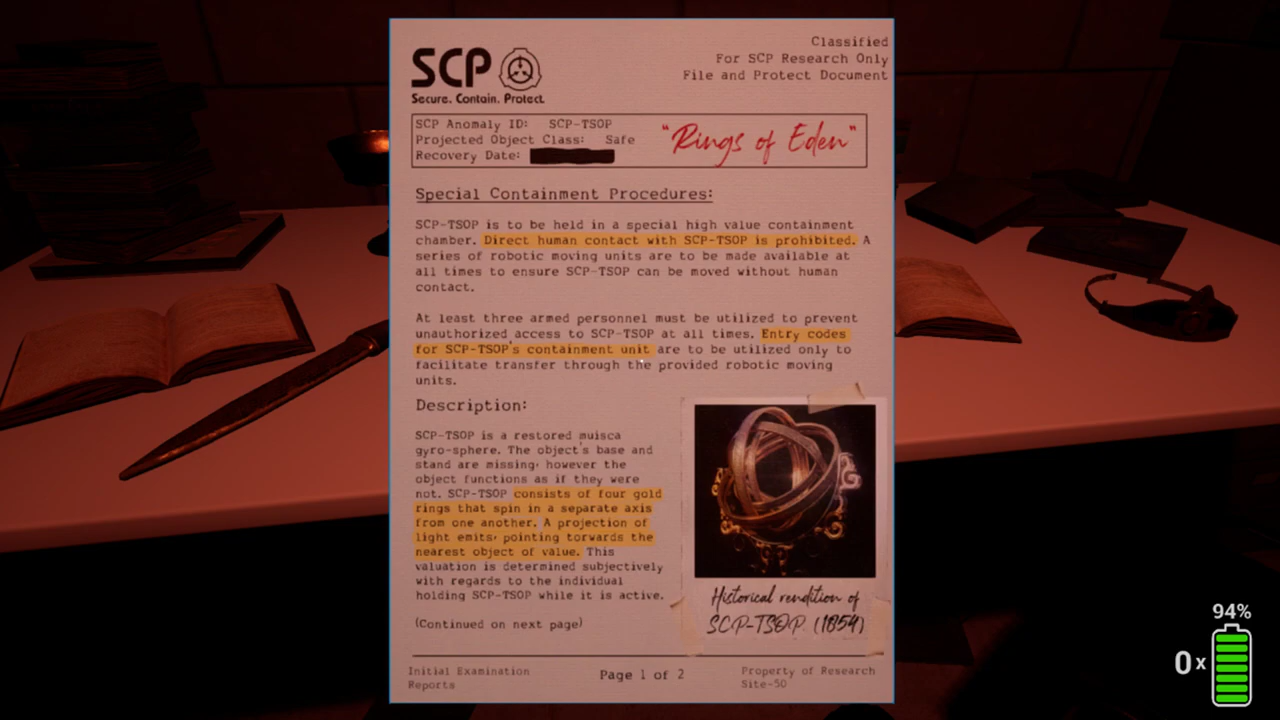 SCP
Secure. Contain. Protect.
Classified
For SCP Research Only
File and Protect Document
SCP Anomaly ID: SCP-TSOP
Projected Object Class: Safe
Recovery Date:
"Rings of Eden"
Special Containment Procedures:
SCP-TSOP is to be held in a special high value containment
chamber. Direct human contact with SCP-TSOP is prohibited. A
series of robotic moving units are to be made available at
all times to ensure SCP-TSOP can be moved without human
contact.
At least three armed personnel must be utilized to prevent
unauthorized access to SCP-TSOP at all times. Entry codes
for SCP-TSOP's containment unit are to be utilized only to
facilitate transfer through the provided robotic moving
units.
Description:
SCP-TSOP is a restored muisca
gyro-sphere. The object's base and
stand are missing, however the
object functions as if they were
not. SCP-TSOP consists of four gold
rings that spin in a separate axis
from one another. A projection of
light emits, pointing torwards the
nearest object of value. This
valuation is determined subjectively
with regards to the individual
holding SCP-TSOP while it is active.
(Continued on next page)
Historical rendition of
SCP-TSOP. (1854)
Initial Examination
Reports
Page 1 of 2
Property of Research
Site-50
94%
0x